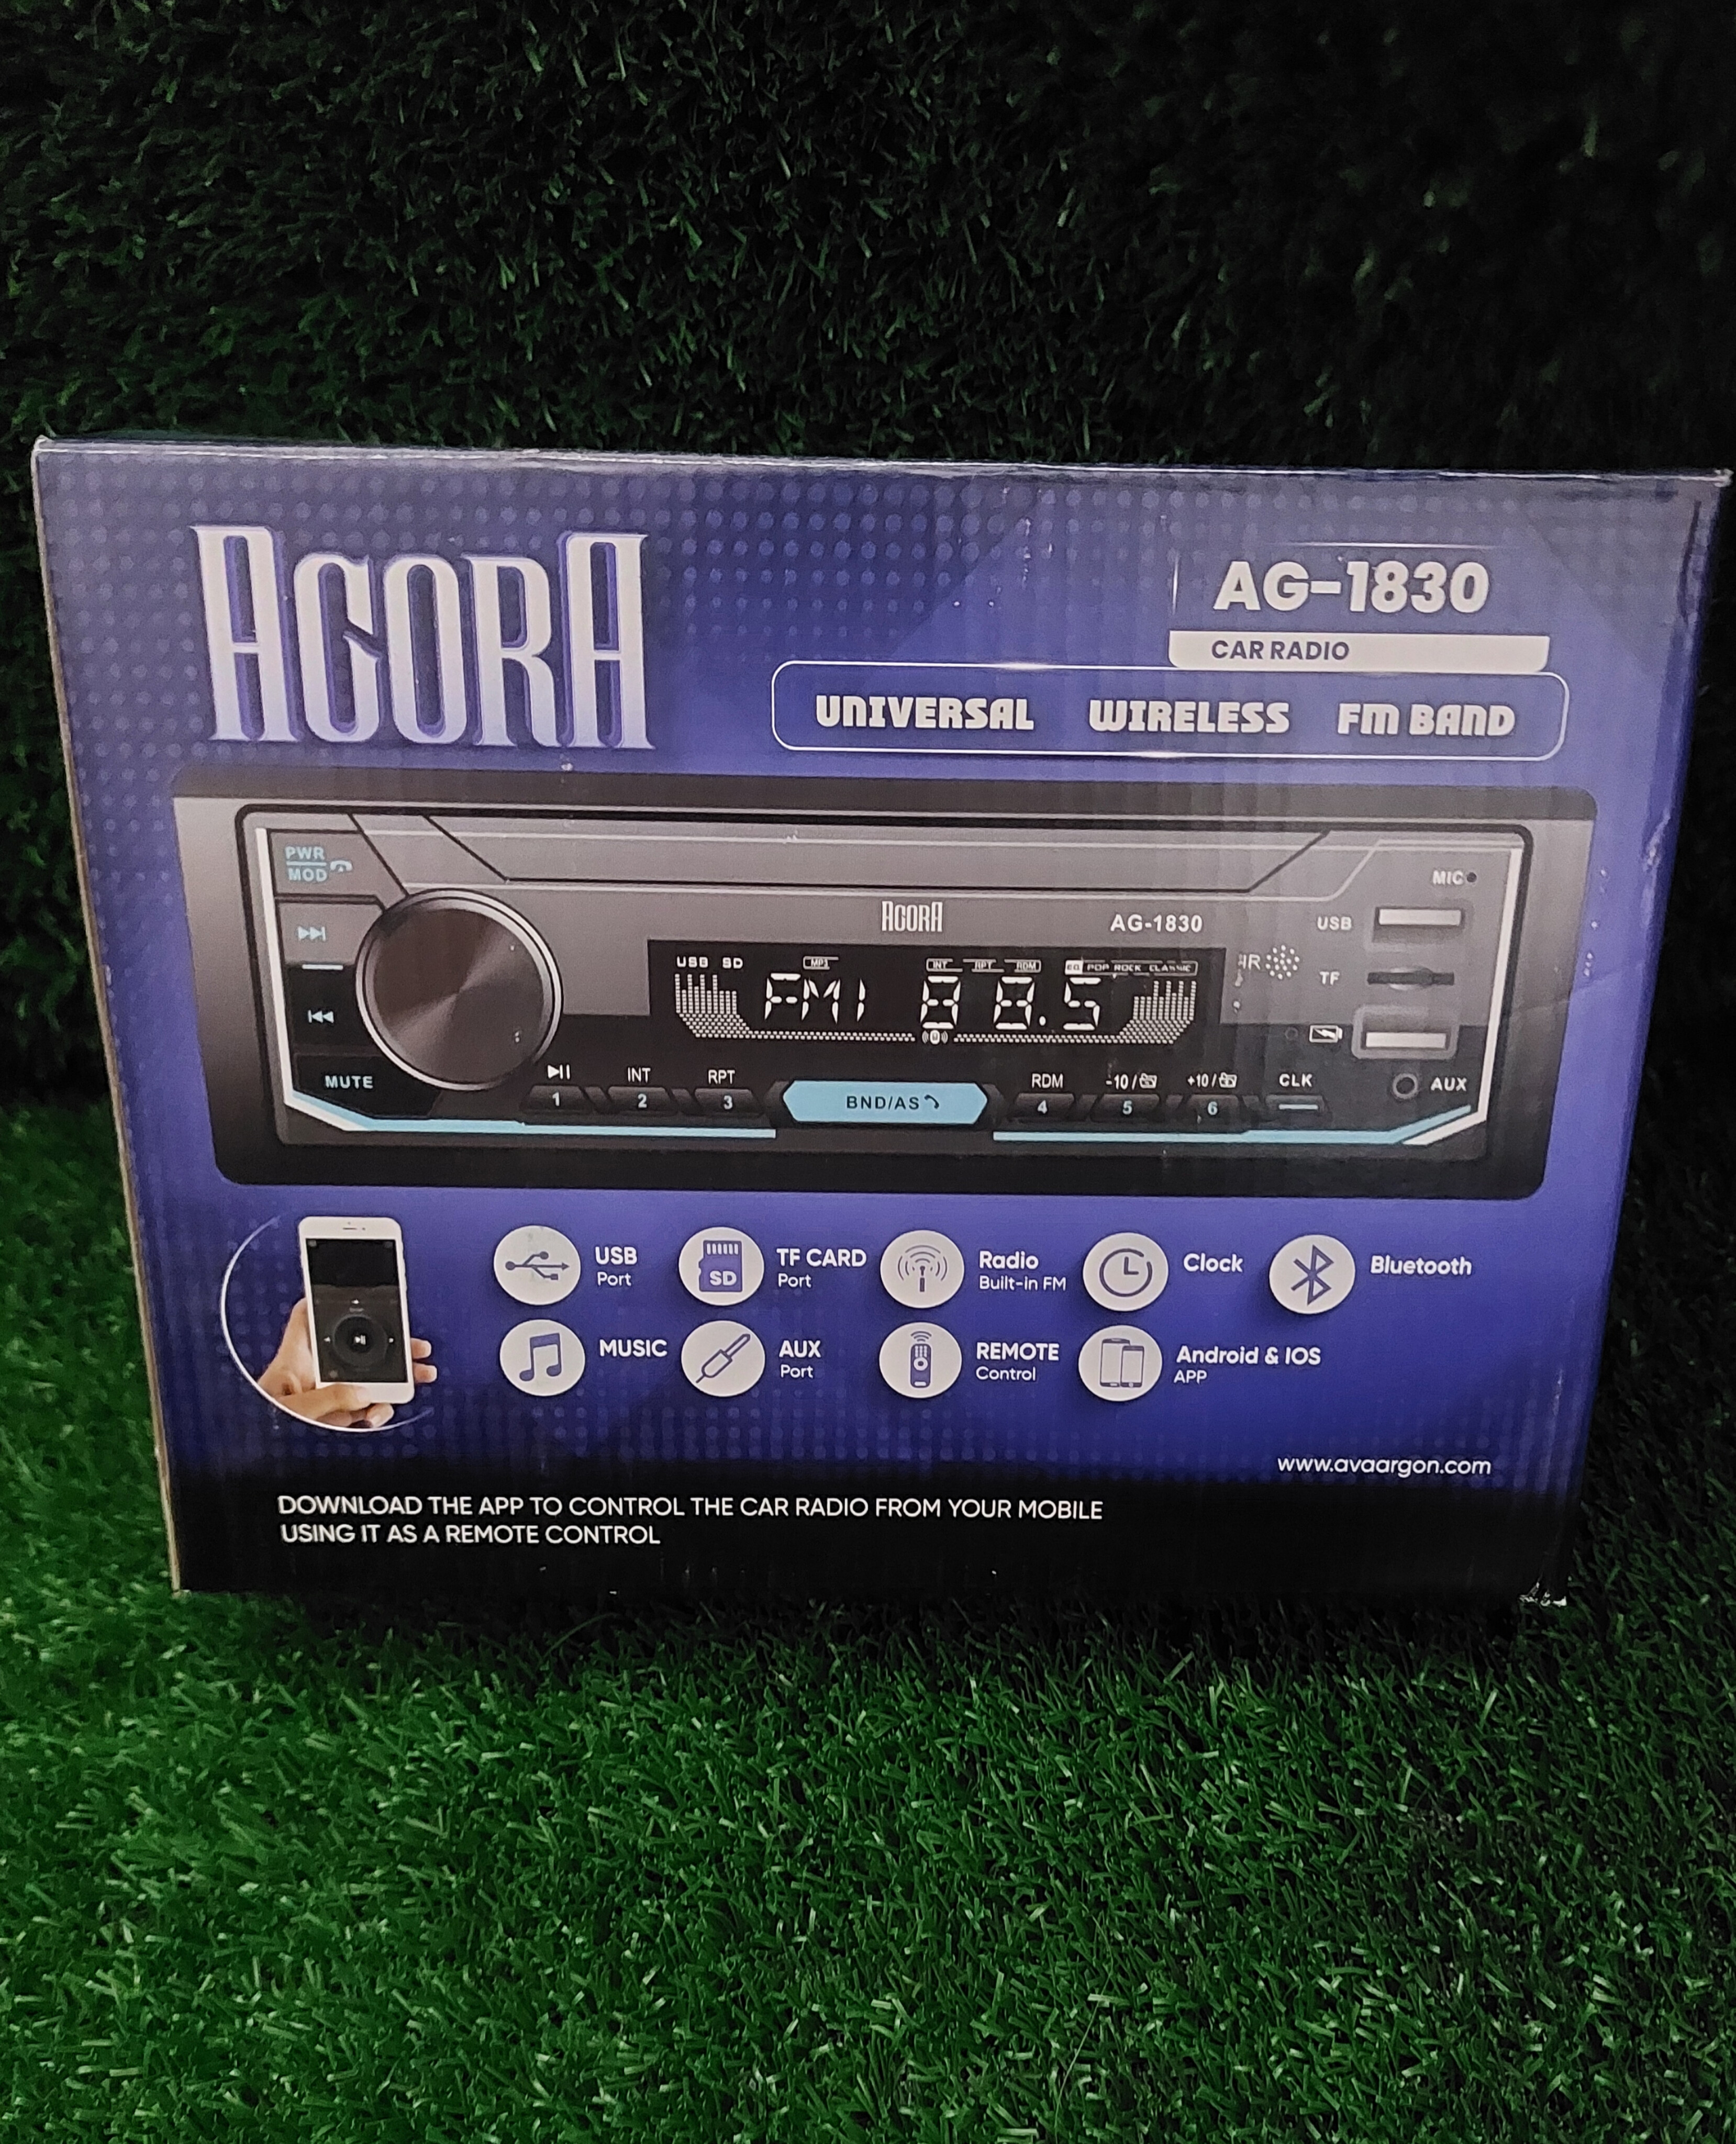 AGORA
AG-1830
CAR RADIO
UNIVERSAL WIRELESS FM BAND
PWR
MOD
MIC
AGORA AG-1830
USB
USB SD MP3 INT RPT RDM EQ POP ROCK CLASSIC
IR
TF
FM1 88.5
MUTE
INT RPT RDM -10/ +10/ CLK
1 2 3 BND/AS 4 5 6
AUX
USB
Port
TF CARD
Port
SD
Radio
Built-in FM
Clock
Bluetooth
MUSIC
AUX
Port
REMOTE
Control
Android & IOS
APP
www.avaargon.com
DOWNLOAD THE APP TO CONTROL THE CAR RADIO FROM YOUR MOBILE
USING IT AS A REMOTE CONTROL